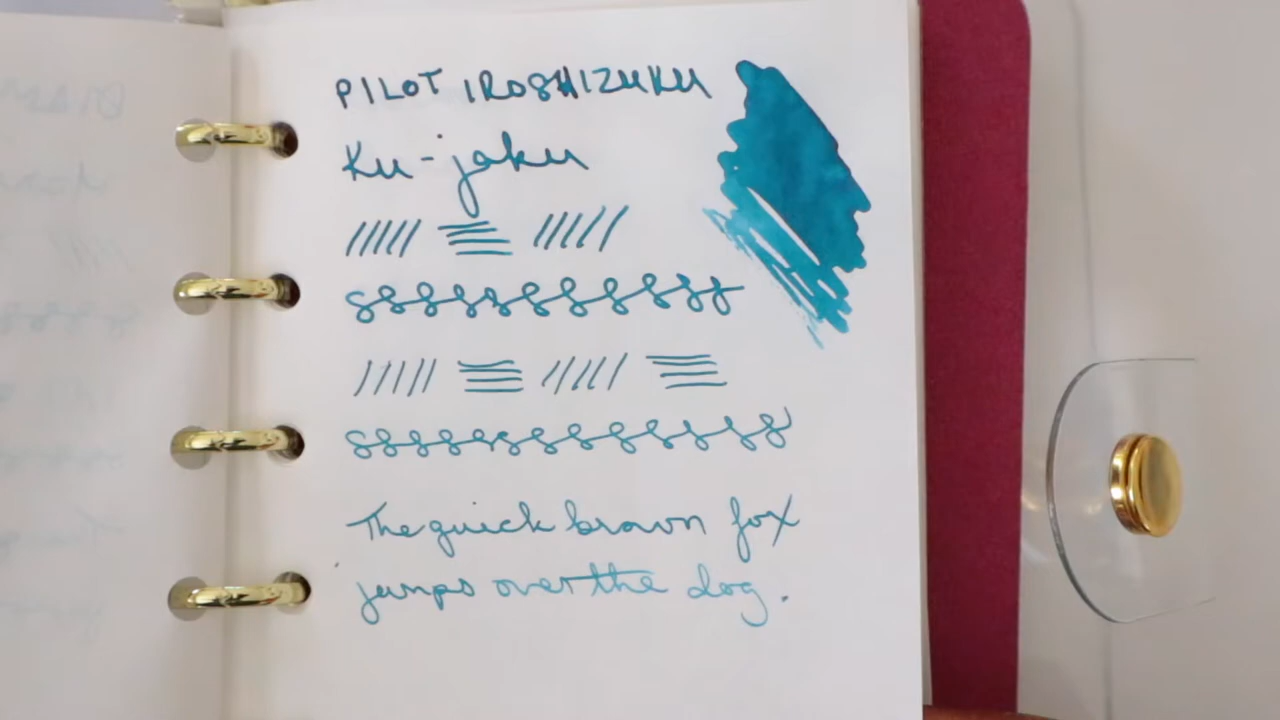 PILOT IROSHIZUKU
Ku-jaku
The quick brown fox
jumps over the dog.